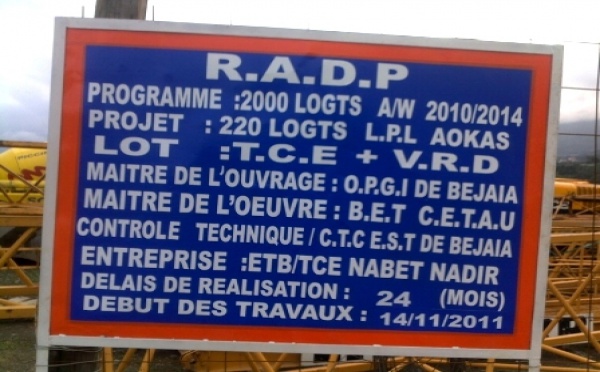 R.A.D.P
PROGRAMME :2000 LOGTS A/W 2010/2014
PROJET : 220 LOGTS L.P.L AOKAS
LOT :T.C.E + V.R.D
MAITRE DE L'OUVRAGE : O.P.G.I DE BEJAIA
MAITRE DE L'OEUVRE : B.E.T C.E.T.A.U
CONTROLE TECHNIQUE / C.T.C E.S.T DE BEJAIA
ENTREPRISE :ETB/TCE NABET NADIR
DELAIS DE REALISATION : 24 (MOIS)
DEBUT DES TRAVAUX : 14/11/2011